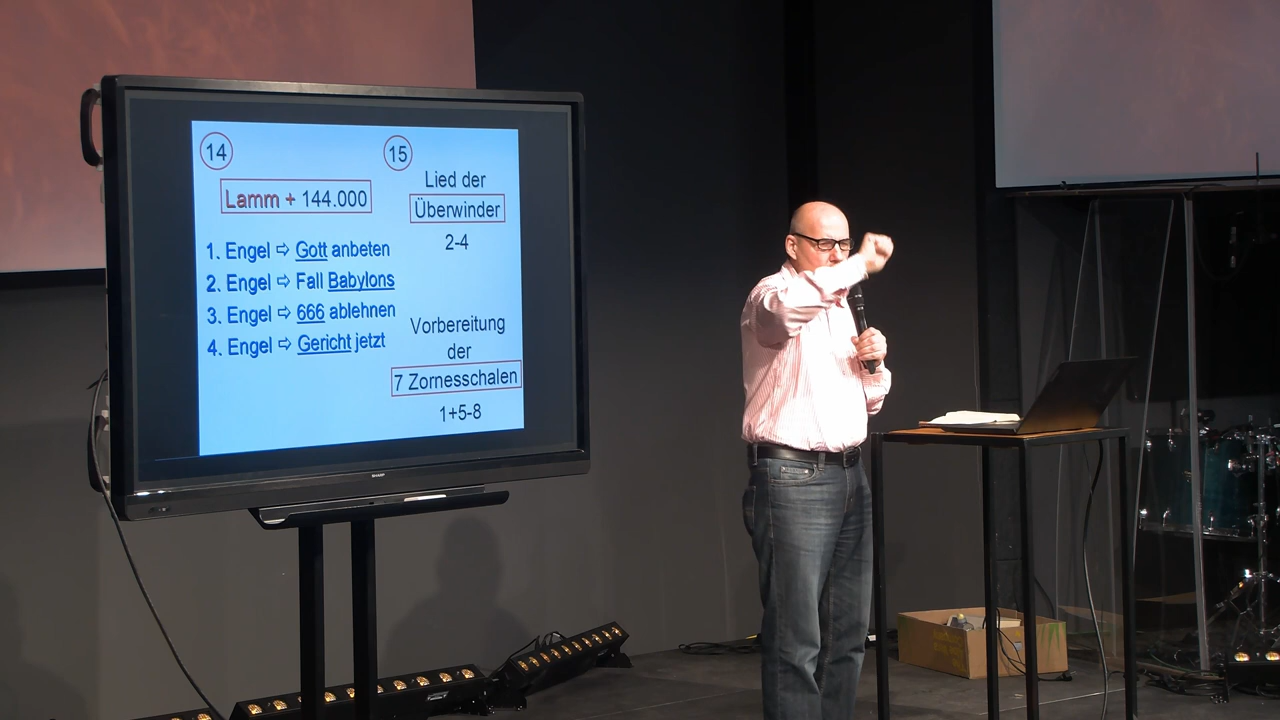 14
Lamm + 144.000
1. Engel ⇨ Gott anbeten
2. Engel ⇨ Fall Babylons
3. Engel ⇨ 666 ablehnen
4. Engel ⇨ Gericht jetzt
15
Lied der
Überwinder
2-4
Vorbereitung
der
7 Zornesschalen
1+5-8
SHARP